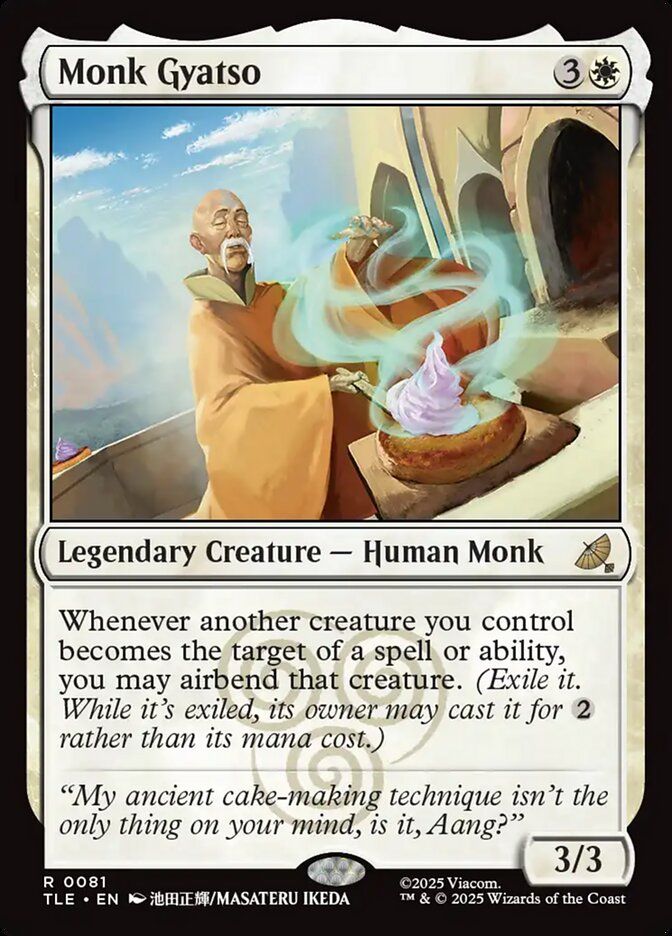 Monk Gyatso 3
Legendary Creature — Human Monk
Whenever another creature you control
becomes the target of a spell or ability,
you may airbend that creature. (Exile it.
While it's exiled, its owner may cast it for 2
rather than its mana cost.)
“My ancient cake-making technique isn't the
only thing on your mind, is it, Aang?”
3/3
R 0081
TLE • EN 池田正輝/MASATERU IKEDA
©2025 Viacom.
™ & © 2025 Wizards of the Coast